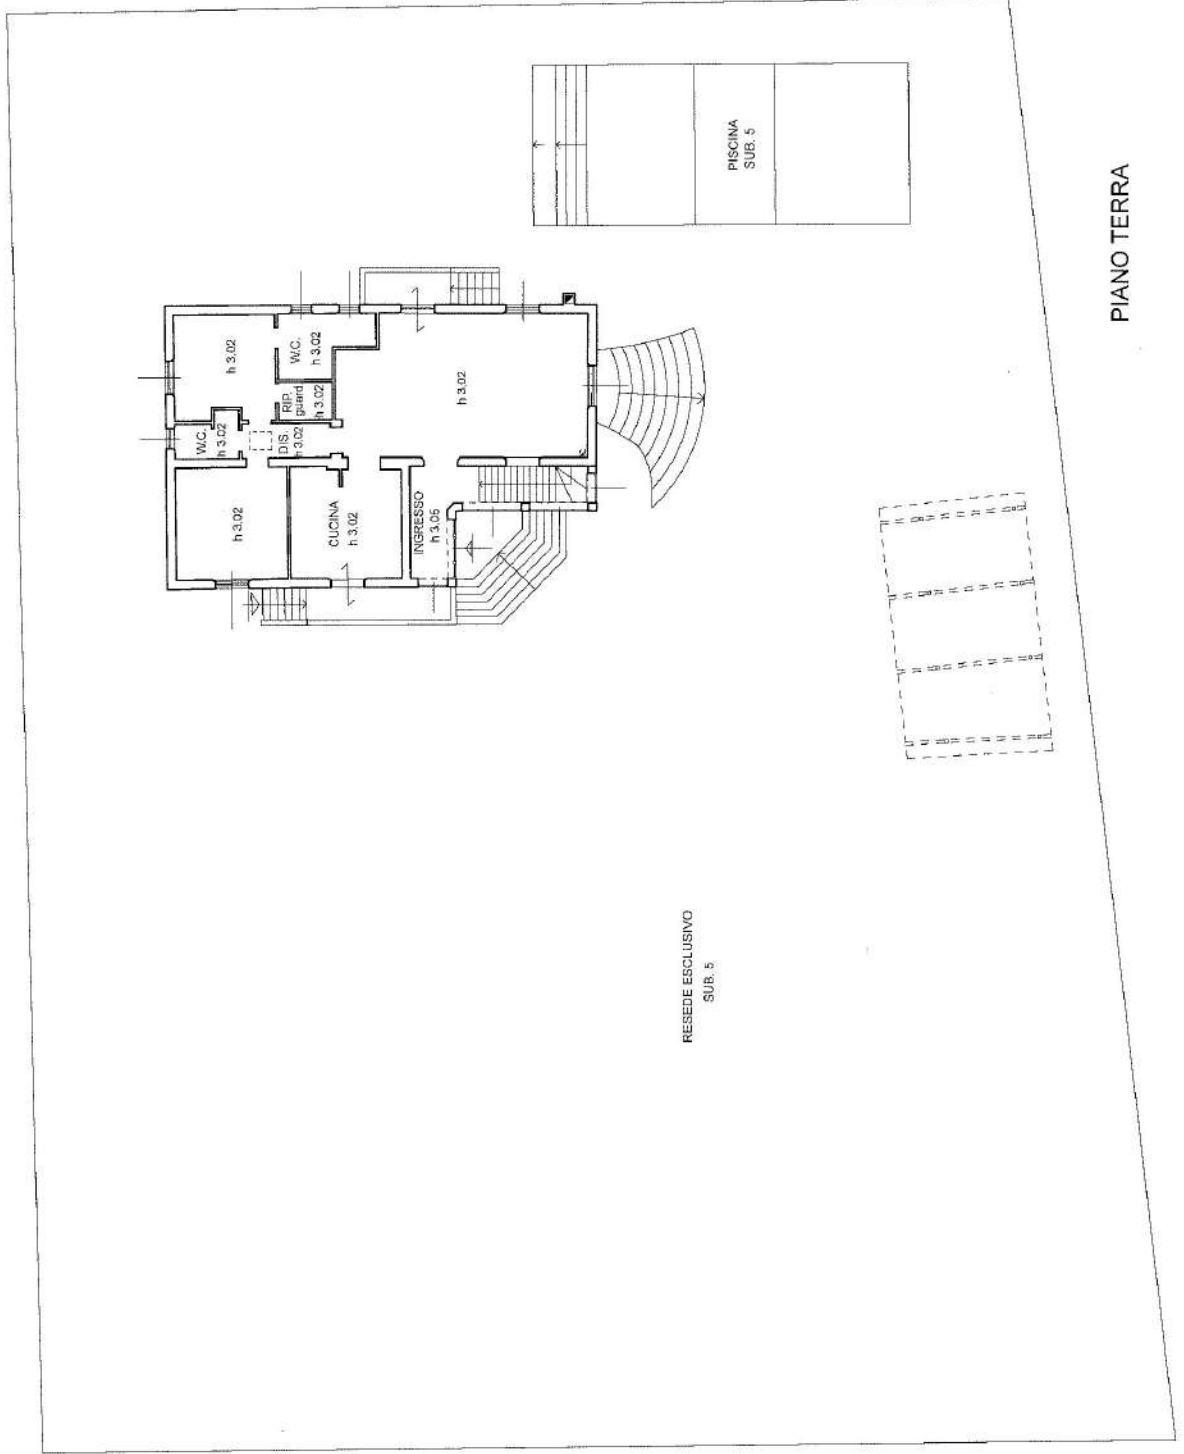 PIANO TERRA
PISCINA
SUB. 5
h 3.02
W.C.
h 3.02
RIP.
guard
h 3.02
W.C.
h 3.02
DIS.
h 3.02
h 3.02
h 3.02
CUCINA
h 3.02
INGRESSO
h 3.05
RESEDE ESCLUSIVO
SUB. 5